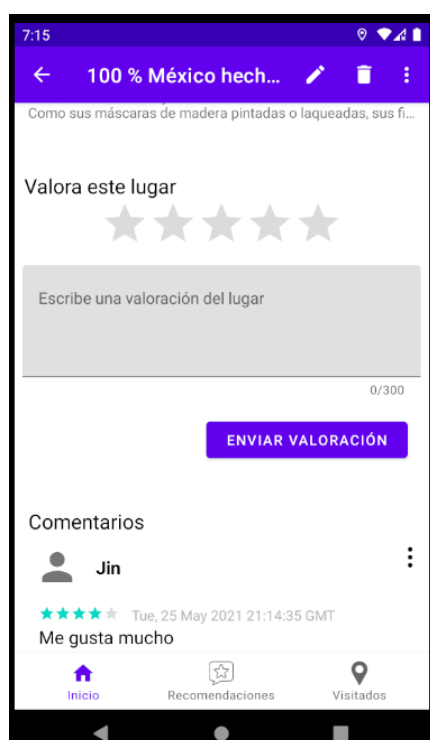 7:15
100 % México hech...
Como sus máscaras de madera pintadas o laqueadas, sus fi...
Valora este lugar
Escribe una valoración del lugar
0/300
ENVIAR VALORACIÓN
Comentarios
Jin
Tue, 25 May 2021 21:14:35 GMT
Me gusta mucho
Inicio
Recomendaciones
Visitados